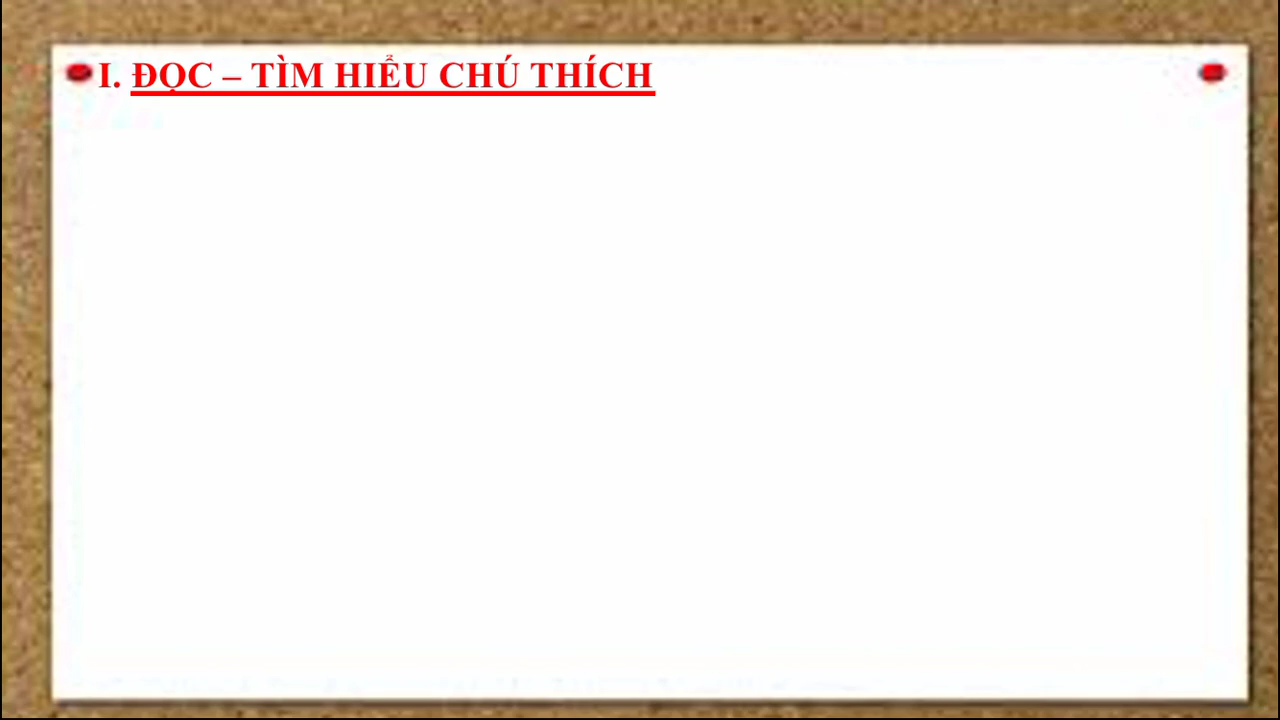 I. ĐỌC – TÌM HIỂU CHÚ THÍCH